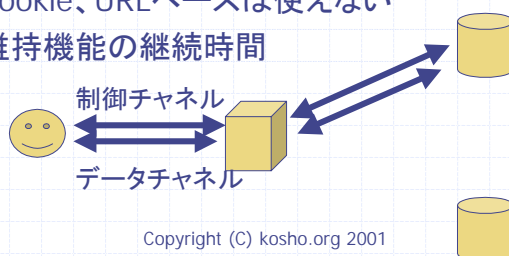 ookie、URLベースは使えない
維持機能の継続時間
制御チャネル
データチャネル
Copyright (C) kosho.org 2001